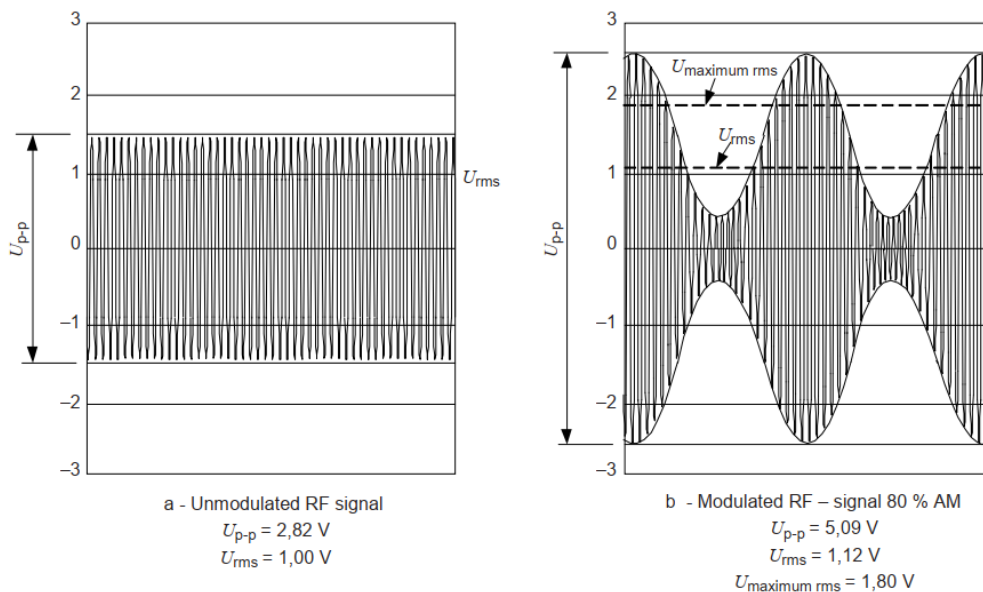 3
2
1
0
–1
–2
–3
Up-p
Urms
a - Unmodulated RF signal
Up-p = 2,82 V
Urms = 1,00 V
3
2
1
0
–1
–2
–3
Up-p
Umaximum rms
Urms
b - Modulated RF – signal 80 % AM
Up-p = 5,09 V
Urms = 1,12 V
Umaximum rms = 1,80 V